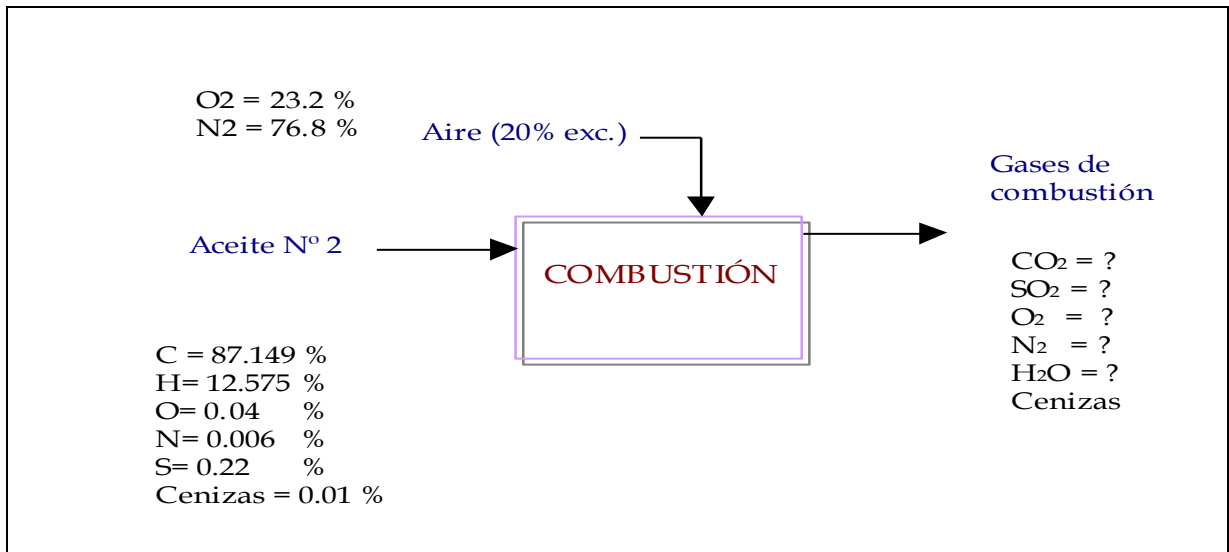 O2 = 23.2 %
N2 = 76.8 %
Aire (20% exc.)
Gases de
combustión
Aceite Nº 2
COMBUSTIÓN
CO₂ = ?
SO₂ = ?
O₂ = ?
N₂ = ?
H₂O = ?
Cenizas
C = 87.149 %
H= 12.575 %
O= 0.04 %
N= 0.006 %
S= 0.22 %
Cenizas = 0.01 %